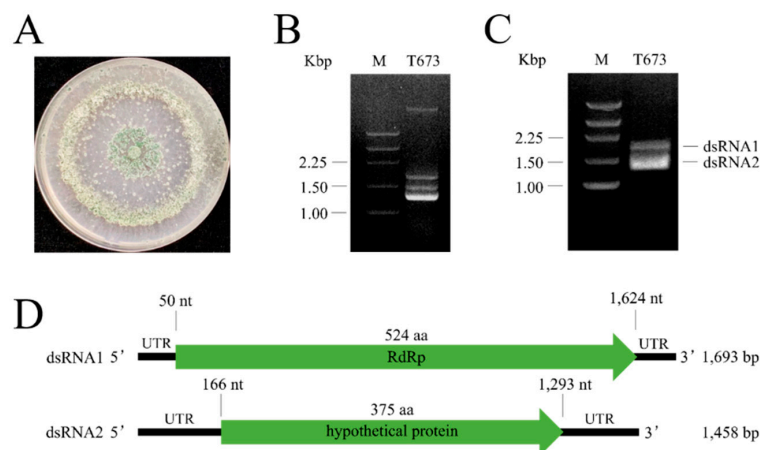 A
B
Kbp M T673
2.25
1.50
1.00
C
Kbp M T673
2.25
1.50
1.00
dsRNA1
dsRNA2
D
50 nt 1,624 nt
UTR 524 aa UTR
dsRNA1 5’ RdRp 3’ 1,693 bp
166 nt 1,293 nt
UTR 375 aa UTR
dsRNA2 5’ hypothetical protein 3’ 1,458 bp